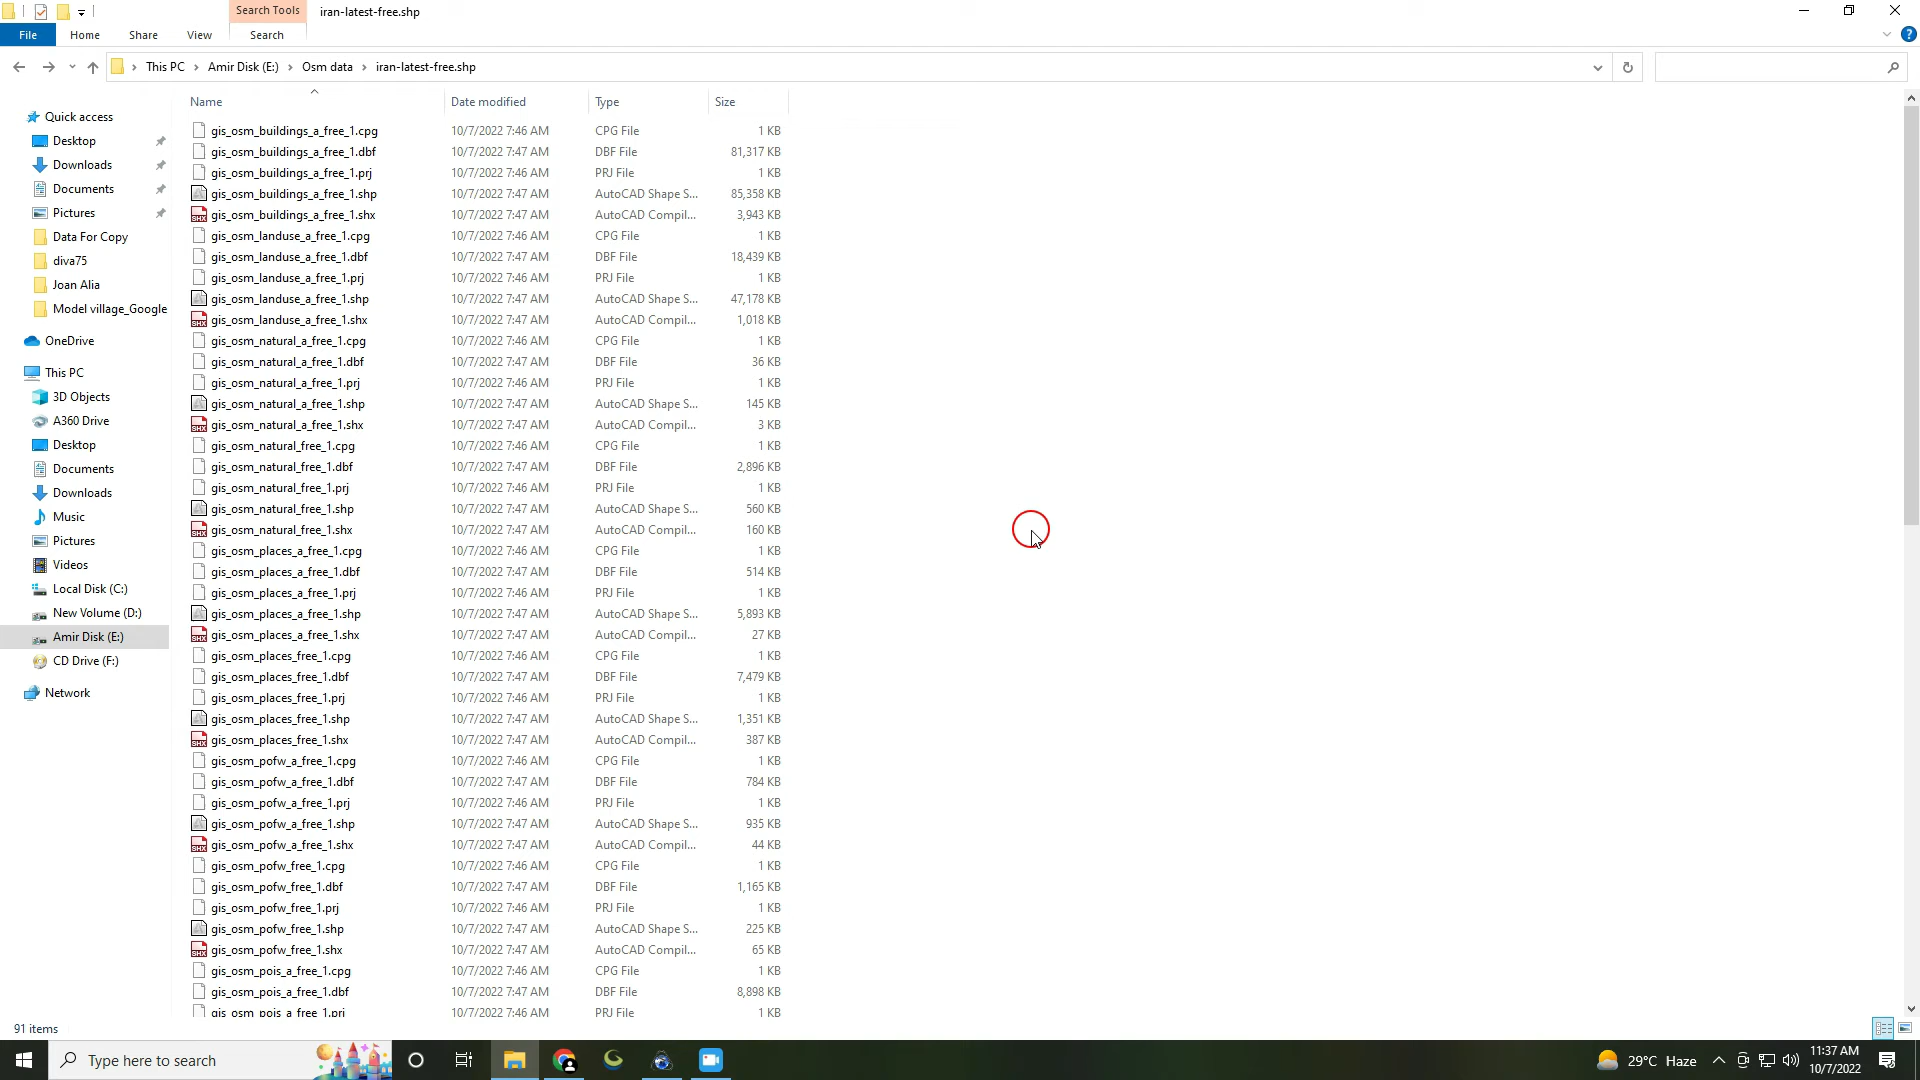 Search Tools iran-latest-free.shp
File Home Share View Search
This PC Amir Disk (E:) Osm data iran-latest-free.shp
Name Date modified Type Size
Quick access
Desktop
Downloads
Documents
Pictures
Data For Copy
diva75
Joan Alia
Model village_Google
OneDrive
This PC
3D Objects
A360 Drive
Desktop
Documents
Downloads
Music
Pictures
Videos
Local Disk (C:)
New Volume (D:)
Amir Disk (E:)
CD Drive (F:)
Network
gis_osm_buildings_a_free_1.cpg 10/7/2022 7:46 AM CPG File 1 KB
gis_osm_buildings_a_free_1.dbf 10/7/2022 7:47 AM DBF File 81,317 KB
gis_osm_buildings_a_free_1.prj 10/7/2022 7:46 AM PRJ File 1 KB
gis_osm_buildings_a_free_1.shp 10/7/2022 7:47 AM AutoCAD Shape S... 85,358 KB
gis_osm_buildings_a_free_1.shx 10/7/2022 7:47 AM AutoCAD Compil... 3,943 KB
gis_osm_landuse_a_free_1.cpg 10/7/2022 7:46 AM CPG File 1 KB
gis_osm_landuse_a_free_1.dbf 10/7/2022 7:47 AM DBF File 18,439 KB
gis_osm_landuse_a_free_1.prj 10/7/2022 7:46 AM PRJ File 1 KB
gis_osm_landuse_a_free_1.shp 10/7/2022 7:47 AM AutoCAD Shape S... 47,178 KB
gis_osm_landuse_a_free_1.shx 10/7/2022 7:47 AM AutoCAD Compil... 1,018 KB
gis_osm_natural_a_free_1.cpg 10/7/2022 7:46 AM CPG File 1 KB
gis_osm_natural_a_free_1.dbf 10/7/2022 7:47 AM DBF File 36 KB
gis_osm_natural_a_free_1.prj 10/7/2022 7:46 AM PRJ File 1 KB
gis_osm_natural_a_free_1.shp 10/7/2022 7:47 AM AutoCAD Shape S... 145 KB
gis_osm_natural_a_free_1.shx 10/7/2022 7:47 AM AutoCAD Compil... 3 KB
gis_osm_natural_free_1.cpg 10/7/2022 7:46 AM CPG File 1 KB
gis_osm_natural_free_1.dbf 10/7/2022 7:47 AM DBF File 2,896 KB
gis_osm_natural_free_1.prj 10/7/2022 7:46 AM PRJ File 1 KB
gis_osm_natural_free_1.shp 10/7/2022 7:47 AM AutoCAD Shape S... 560 KB
gis_osm_natural_free_1.shx 10/7/2022 7:47 AM AutoCAD Compil... 160 KB
gis_osm_places_a_free_1.cpg 10/7/2022 7:46 AM CPG File 1 KB
gis_osm_places_a_free_1.dbf 10/7/2022 7:47 AM DBF File 514 KB
gis_osm_places_a_free_1.prj 10/7/2022 7:46 AM PRJ File 1 KB
gis_osm_places_a_free_1.shp 10/7/2022 7:47 AM AutoCAD Shape S... 5,893 KB
gis_osm_places_a_free_1.shx 10/7/2022 7:47 AM AutoCAD Compil... 27 KB
gis_osm_places_free_1.cpg 10/7/2022 7:46 AM CPG File 1 KB
gis_osm_places_free_1.dbf 10/7/2022 7:47 AM DBF File 7,479 KB
gis_osm_places_free_1.prj 10/7/2022 7:46 AM PRJ File 1 KB
gis_osm_places_free_1.shp 10/7/2022 7:47 AM AutoCAD Shape S... 1,351 KB
gis_osm_places_free_1.shx 10/7/2022 7:47 AM AutoCAD Compil... 387 KB
gis_osm_pofw_a_free_1.cpg 10/7/2022 7:46 AM CPG File 1 KB
gis_osm_pofw_a_free_1.dbf 10/7/2022 7:47 AM DBF File 784 KB
gis_osm_pofw_a_free_1.prj 10/7/2022 7:46 AM PRJ File 1 KB
gis_osm_pofw_a_free_1.shp 10/7/2022 7:47 AM AutoCAD Shape S... 935 KB
gis_osm_pofw_a_free_1.shx 10/7/2022 7:47 AM AutoCAD Compil... 44 KB
gis_osm_pofw_free_1.cpg 10/7/2022 7:46 AM CPG File 1 KB
gis_osm_pofw_free_1.dbf 10/7/2022 7:47 AM DBF File 1,165 KB
gis_osm_pofw_free_1.prj 10/7/2022 7:46 AM PRJ File 1 KB
gis_osm_pofw_free_1.shp 10/7/2022 7:47 AM AutoCAD Shape S... 225 KB
gis_osm_pofw_free_1.shx 10/7/2022 7:47 AM AutoCAD Compil... 65 KB
gis_osm_pois_a_free_1.cpg 10/7/2022 7:46 AM CPG File 1 KB
gis_osm_pois_a_free_1.dbf 10/7/2022 7:47 AM DBF File 8,898 KB
gis_osm_pois_a_free_1.prj 10/7/2022 7:46 AM PRJ File 1 KB
91 items
Type here to search
29°C Haze
11:37 AM
10/7/2022